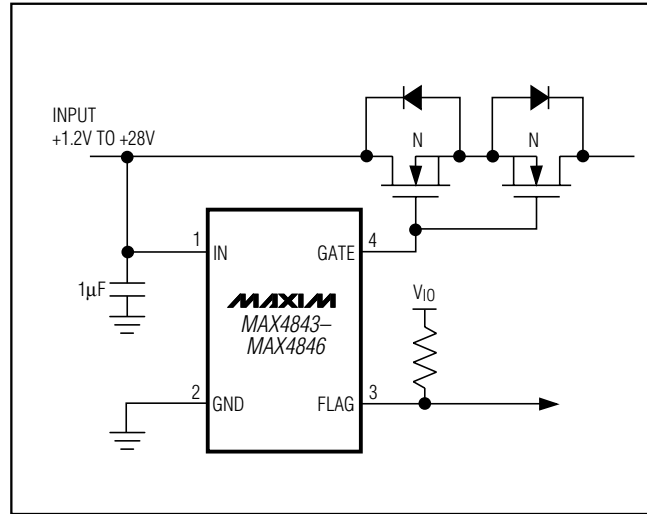 INPUT
+1.2V TO +28V
N
N
1
IN
GATE
4
1µF
MAXIM
MAX4843–
MAX4846
VIO
2
GND
FLAG
3